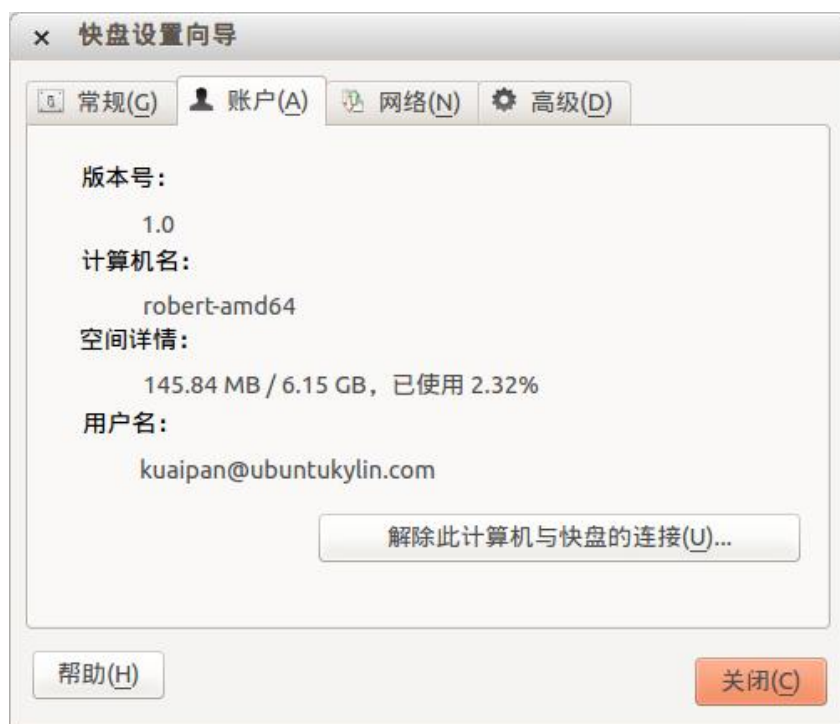 快盘设置向导
常规(G) 账户(A) 网络(N) 高级(D)
版本号:
1.0
计算机名:
robert-amd64
空间详情:
145.84 MB / 6.15 GB，已使用 2.32%
用户名:
kuaipan@ubuntukylin.com
解除此计算机与快盘的连接(U)...
帮助(H) 关闭(C)